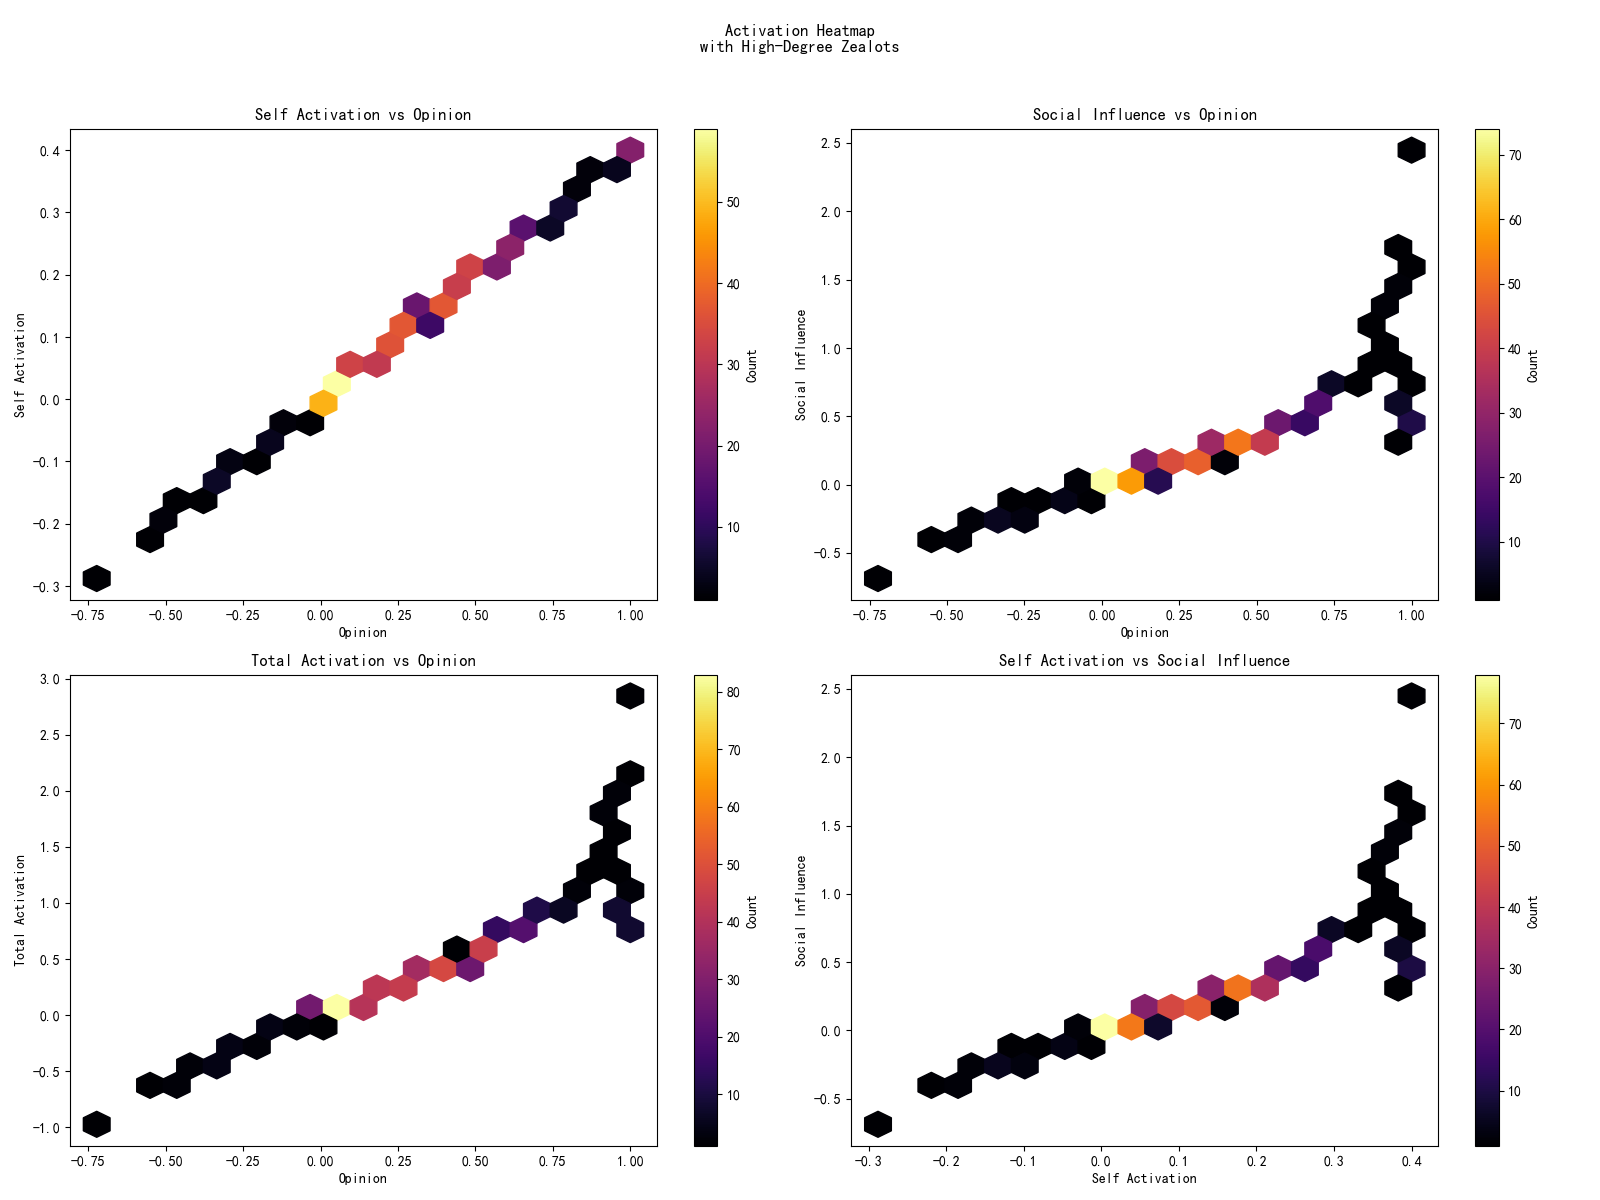 Activation Heatmap
with High-Degree Zealots
Self Activation vs Opinion
0.4
0.3
0.2
0.1
0.0
−0.1
−0.2
−0.3
Self Activation
−0.75 −0.50 −0.25 0.00 0.25 0.50 0.75 1.00
Opinion
50
40
30
20
10
Count
Social Influence vs Opinion
2.5
2.0
1.5
1.0
0.5
0.0
−0.5
Social Influence
−0.75 −0.50 −0.25 0.00 0.25 0.50 0.75 1.00
Opinion
70
60
50
40
30
20
10
Count
Total Activation vs Opinion
3.0
2.5
2.0
1.5
1.0
0.5
0.0
−0.5
−1.0
Total Activation
−0.75 −0.50 −0.25 0.00 0.25 0.50 0.75 1.00
Opinion
80
70
60
50
40
30
20
10
Count
Self Activation vs Social Influence
2.5
2.0
1.5
1.0
0.5
0.0
−0.5
Social Influence
−0.3 −0.2 −0.1 0.0 0.1 0.2 0.3 0.4
Self Activation
70
60
50
40
30
20
10
Count